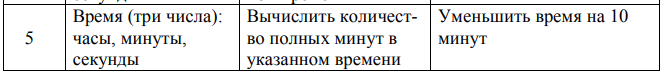 5
Время (три числа):
часы, минуты,
секунды
Вычислить количест-
во полных минут в
указанном времени
Уменьшить время на 10
минут